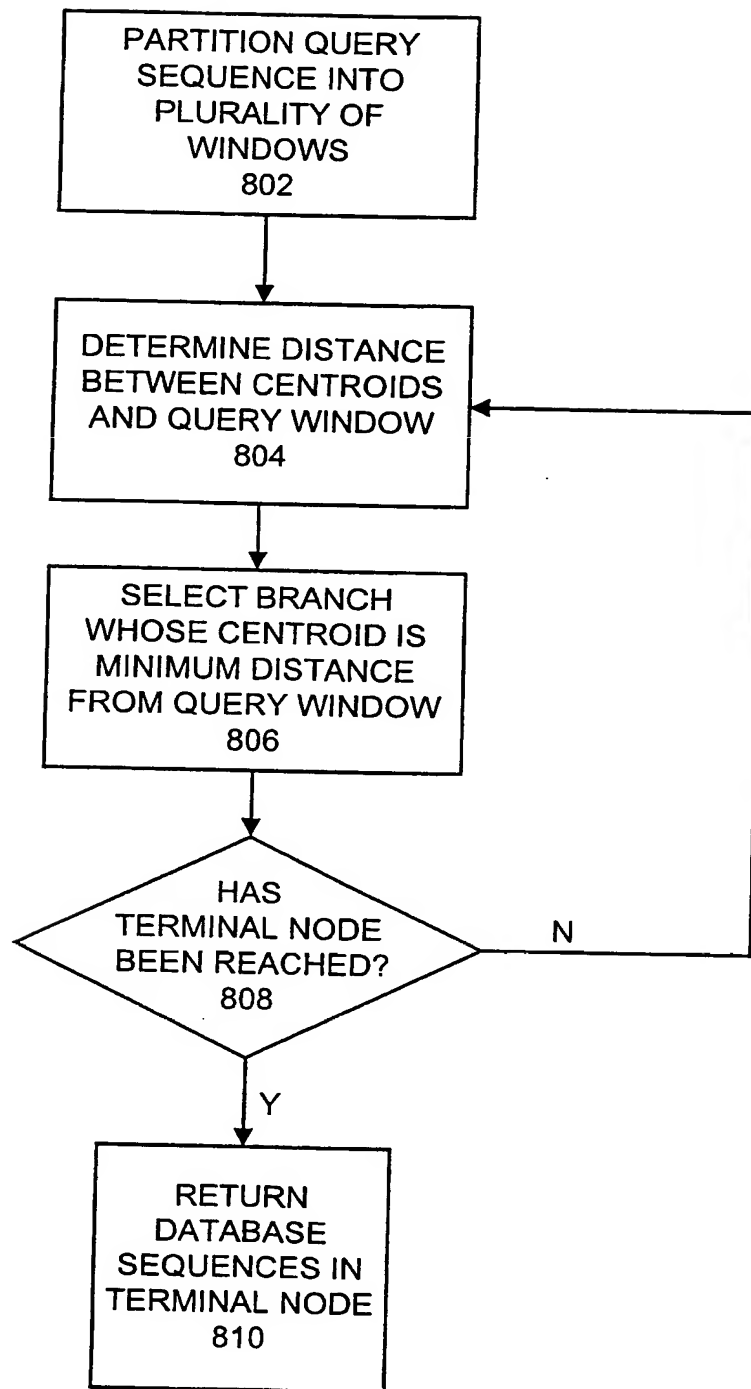 PARTITION QUERY
SEQUENCE INTO
PLURALITY OF
WINDOWS
802
DETERMINE DISTANCE
BETWEEN CENTROIDS
AND QUERY WINDOW
804
SELECT BRANCH
WHOSE CENTROID IS
MINIMUM DISTANCE
FROM QUERY WINDOW
806
HAS
TERMINAL NODE
BEEN REACHED?
808
N
Y
RETURN
DATABASE
SEQUENCES IN
TERMINAL NODE
810